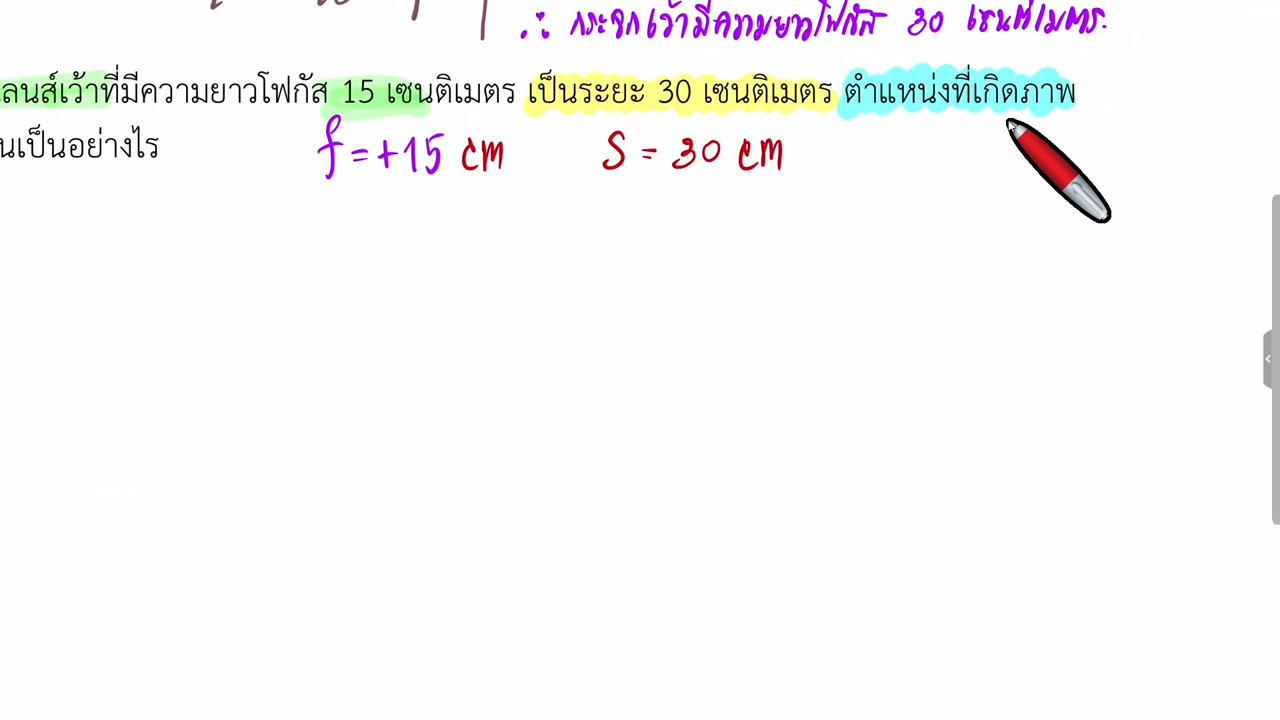 ∴ กระจกเว้ามีความยาวโฟกัส 30 เซนติเมตร.
ลนส์เว้าที่มีความยาวโฟกัส 15 เซนติเมตร เป็นระยะ 30 เซนติเมตร ตำแหน่งที่เกิดภาพ
นเป็นอย่างไร f = +15 cm S = 30 cm